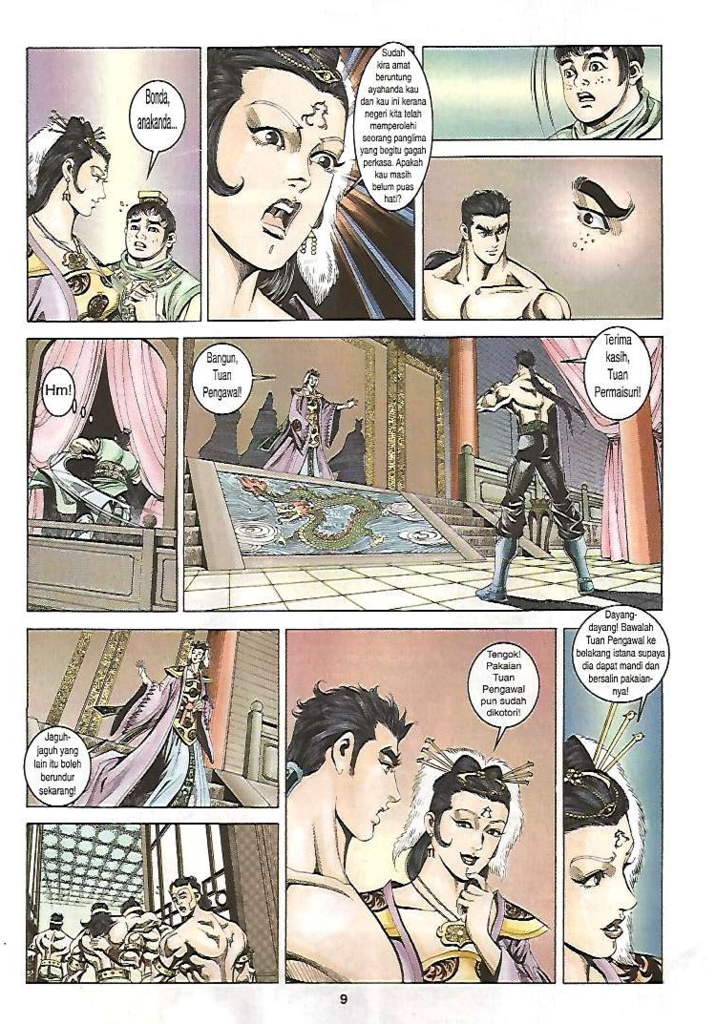 Bonda,
anakanda...
Sudah
kira amat
beruntung
ayahanda kau
dan kau ini kerana
negeri kita telah
memperolehi
seorang panglima
yang begitu gagah
perkasa. Apakah
kau masih
belum puas
hati?
Hm!
Bangun,
Tuan
Pengawal!
Terima
kasih,
Tuan
Permaisuri!
Jaguh-
jaguh yang
lain itu boleh
berundur
sekarang!
Tengok!
Pakaian
Tuan
Pengawal
pun sudah
dikotori!
Dayang-
dayang! Bawalah
Tuan Pengawal ke
belakang istana supaya
dia dapat mandi dan
bersalin pakaian-
nya!
9